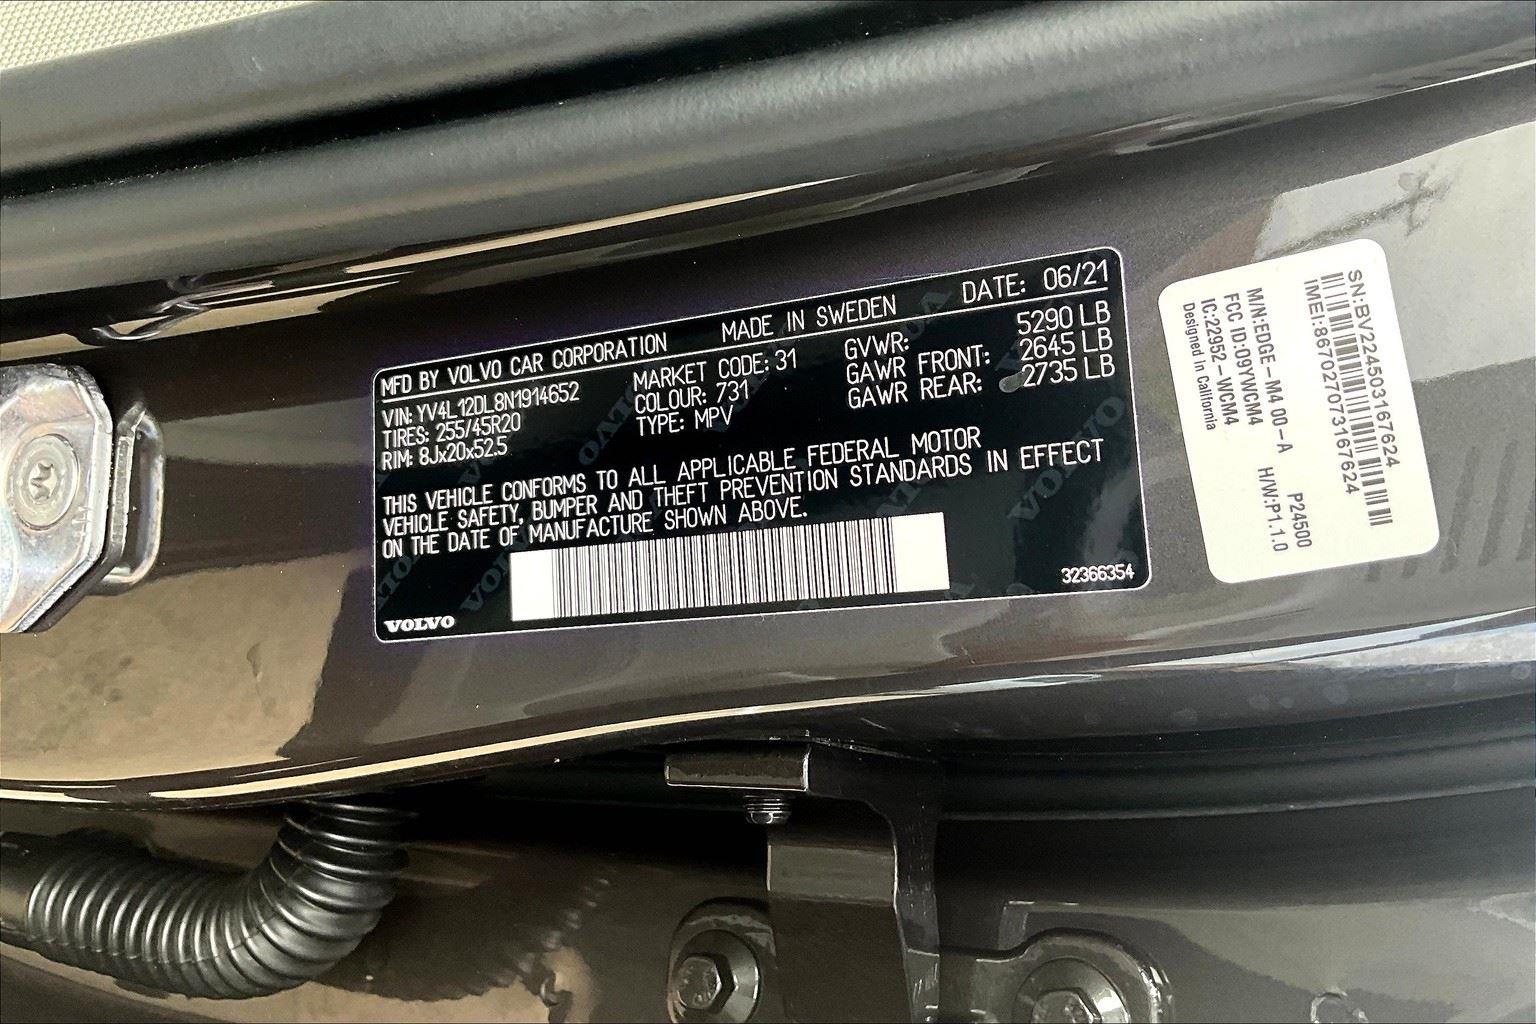 MFD BY VOLVO CAR CORPORATION MADE IN SWEDEN DATE: 06/21
VIN: YV4L12DL8N1914652 MARKET CODE: 31 GVWR: 5290 LB
TIRES: 255/45R20 COLOUR: 731 GAWR FRONT: 2645 LB
RIM: 8Jx20x52.5 TYPE: MPV GAWR REAR: 2735 LB
THIS VEHICLE CONFORMS TO ALL APPLICABLE FEDERAL MOTOR
VEHICLE SAFETY, BUMPER AND THEFT PREVENTION STANDARDS IN EFFECT
ON THE DATE OF MANUFACTURE SHOWN ABOVE.
32366354
VOLVO
SN:BV224503167624
IMEI:867027073167624
M/N:EDGE-M4 00-A P24500
FCC ID:09YWCM4 H/W:P1.1.0
IC:22952-WCM4
Designed in California